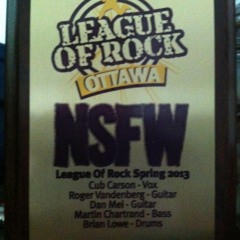 LEAGUE
OF ROCK
OTTAWA
NSFW
League Of Rock Spring 2013
Cub Carson - Vox
Roger Vandenberg - Guitar
Dan Mei - Guitar
Martin Chartrand - Bass
Brian Lowe - Drums